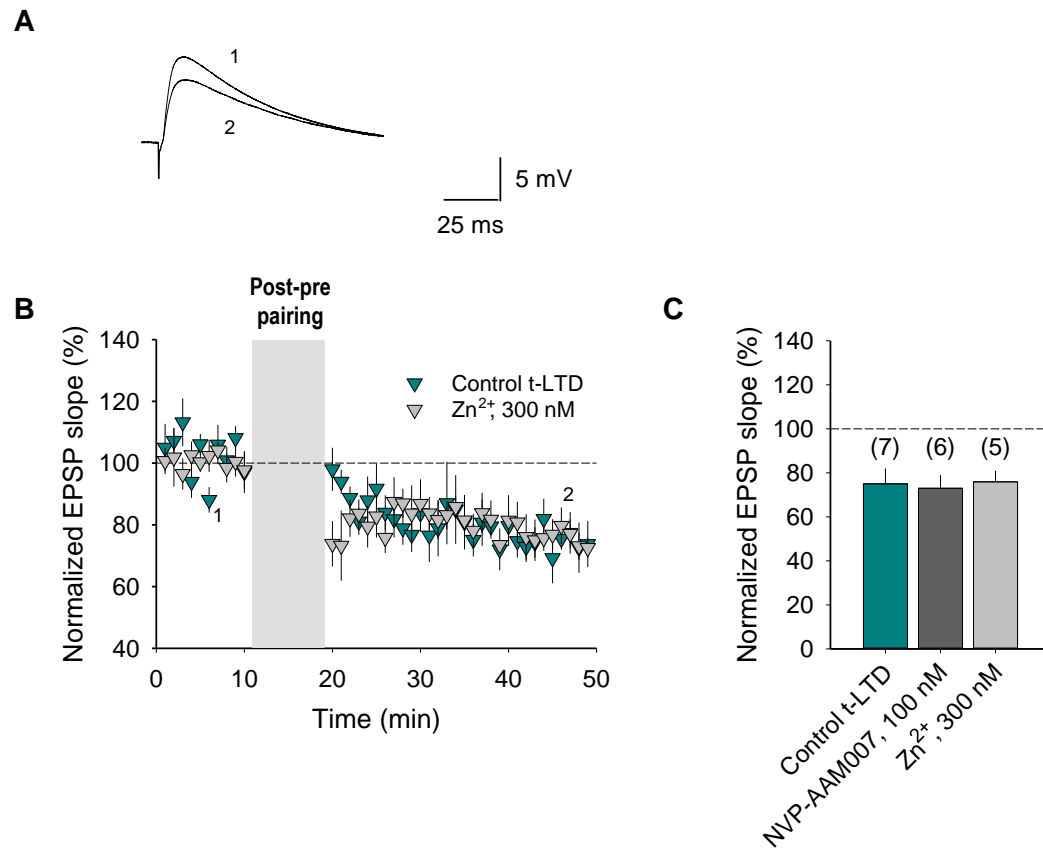 A
1
2
5 mV
25 ms
B
Post-pre
pairing
Normalized EPSP slope (%)
140
120
100
80
60
40
Control t-LTD
Zn²⁺, 300 nM
1
2
0
10
20
30
40
50
Time (min)
C
Normalized EPSP slope (%)
140
120
100
80
60
40
20
0
(7)
(6)
(5)
Control t-LTD
NVP-AAM007, 100 nM
Zn²⁺, 300 nM